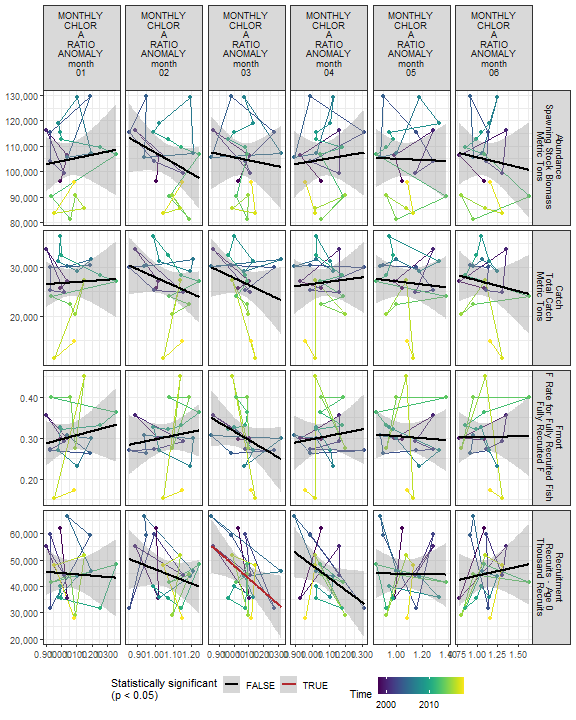 MONTHLY
CHLOR
A
RATIO
ANOMALY
month
01
MONTHLY
CHLOR
A
RATIO
ANOMALY
month
02
MONTHLY
CHLOR
A
RATIO
ANOMALY
month
03
MONTHLY
CHLOR
A
RATIO
ANOMALY
month
04
MONTHLY
CHLOR
A
RATIO
ANOMALY
month
05
MONTHLY
CHLOR
A
RATIO
ANOMALY
month
06
130,000
120,000
110,000
100,000
90,000
80,000
Abundance
Spawning Stock Biomass
Metric Tons
30,000
20,000
Catch
Total Catch
Metric Tons
0.40
0.30
0.20
Fmort
F Rate for Fully Recruited Fish
Fully Recruited F
60,000
50,000
40,000
30,000
20,000
Recruitment
Recruits - Age 0
Thousand Recruits
1.00 1.20
1.00 1.25 1.50
Statistically significant
(p < 0.05)
FALSE
TRUE
Time
2000
2010